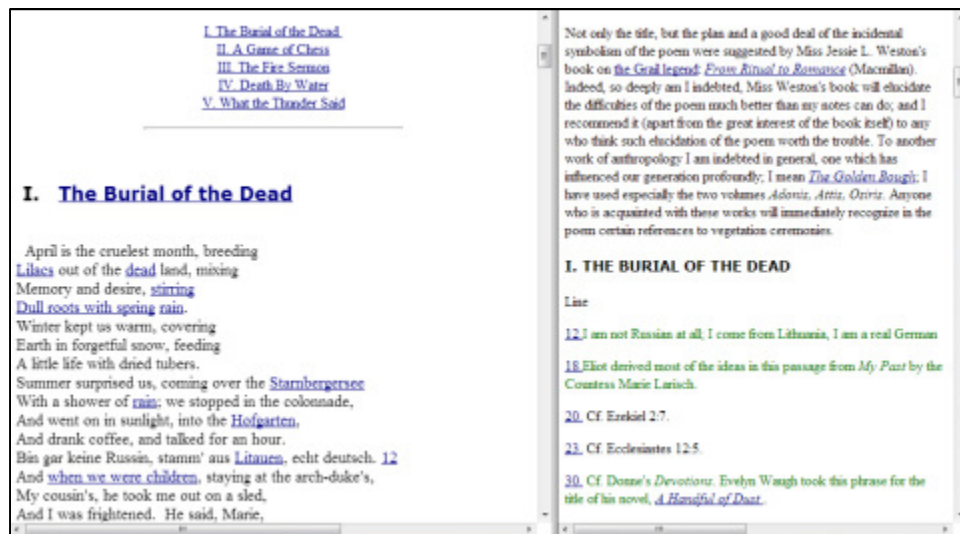 I. The Burial of the Dead
II. A Game of Chess
III. The Fire Sermon
IV. Death By Water
V. What the Thunder Said
I. The Burial of the Dead
April is the cruelest month, breeding
Lilacs out of the dead land, mixing
Memory and desire, stirring
Dull roots with spring rain.
Winter kept us warm, covering
Earth in forgetful snow, feeding
A little life with dried tubers.
Summer surprised us, coming over the Starnbergersee
With a shower of rain; we stopped in the colonnade,
And went on in sunlight, into the Hofgarten,
And drank coffee, and talked for an hour.
Bin gar keine Russin, stamm' aus Litauen, echt deutsch. 12
And when we were children, staying at the arch-duke's,
My cousin's, he took me out on a sled,
And I was frightened. He said, Marie,
Not only the title, but the plan and a good deal of the incidental
symbolism of the poem were suggested by Miss Jessie L. Weston's
book on the Grail legend: From Ritual to Romance (Macmillan).
Indeed, so deeply am I indebted, Miss Weston's book will elucidate
the difficulties of the poem much better than my notes can do; and I
recommend it (apart from the great interest of the book itself) to any
who think such elucidation of the poem worth the trouble. To another
work of anthropology I am indebted in general, one which has
influenced our generation profoundly; I mean The Golden Bough; I
have used especially the two volumes Adonis, Attis, Osiris. Anyone
who is acquainted with these works will immediately recognize in the
poem certain references to vegetation ceremonies.
I. THE BURIAL OF THE DEAD
Line
12 I am not Russian at all; I come from Lithuania, I am a real German
18 Eliot derived most of the ideas in this passage from My Past by the
Countess Marie Larisch.
20. Cf. Ezekiel 2:7.
23. Cf. Ecclesiastes 12:5.
30. Cf. Donne's Devotions. Evelyn Waugh took this phrase for the
title of his novel, A Handful of Dust.